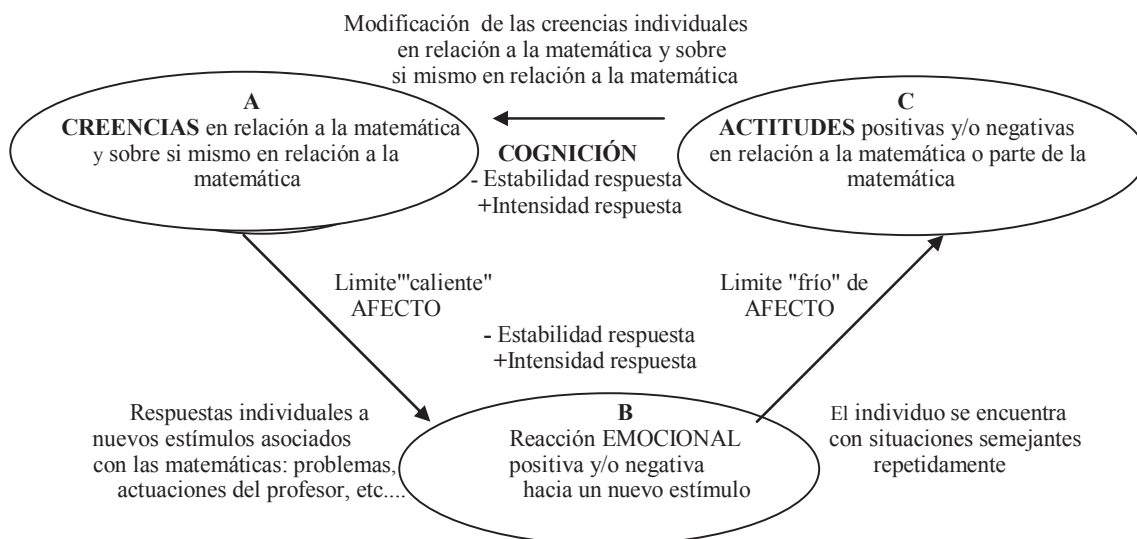 Modificación de las creencias individuales
en relación a la matemática y sobre
si mismo en relación a la matemática
A
CREENCIAS en relación a la matemática
y sobre si mismo en relación a la
matemática
COGNICIÓN
- Estabilidad respuesta
+Intensidad respuesta
C
ACTITUDES positivas y/o negativas
en relación a la matemática o parte de la
matemática
Limite'"caliente"
AFECTO
Limite "frío" de
AFECTO
- Estabilidad respuesta
+Intensidad respuesta
Respuestas individuales a
nuevos estímulos asociados
con las matemáticas: problemas,
actuaciones del profesor, etc....
B
Reacción EMOCIONAL
positiva y/o negativa
hacia un nuevo estímulo
El individuo se encuentra
con situaciones semejantes
repetidamente